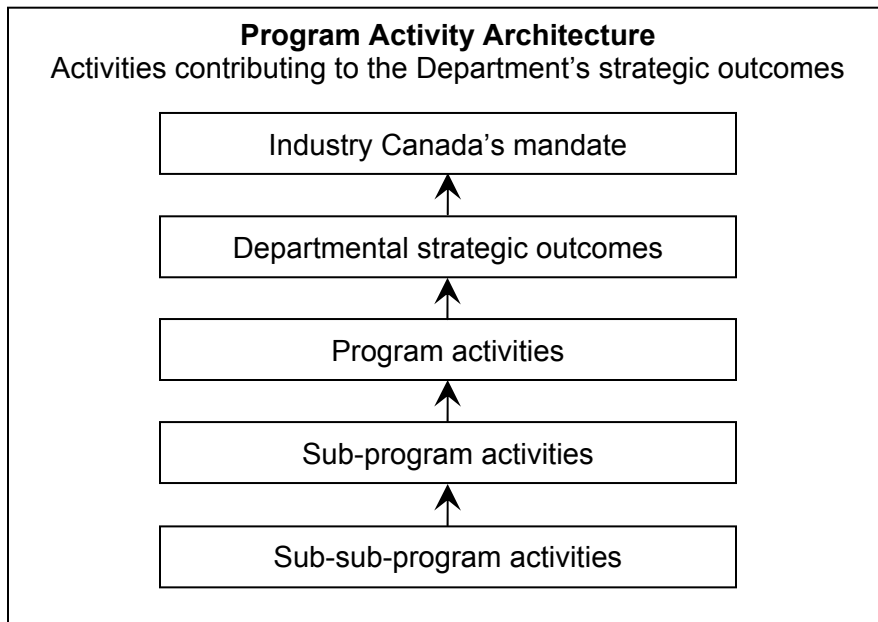 Program Activity Architecture
Activities contributing to the Department’s strategic outcomes
Industry Canada’s mandate
Departmental strategic outcomes
Program activities
Sub-program activities
Sub-sub-program activities